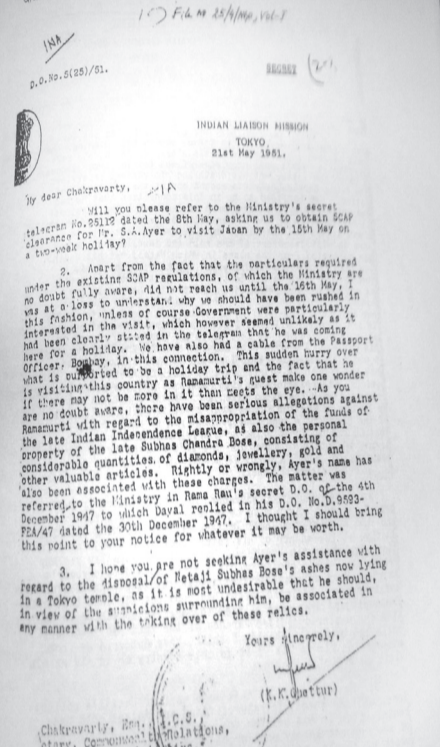 File No 25/4/NGO, Vol-I
INA
D.O.No.5(25)/51.
SECRET
INDIAN LIAISON MISSION
TOKYO
21st May 1951.
My dear Chakravarty,
Will you please refer to the Ministry's secret
telegram No.25112 dated the 8th May, asking us to obtain SCAP
clearance for Mr. S.A.Ayer to visit Japan by the 15th May on
a two-week holiday?
2. Apart from the fact that the particulars required
under the existing SCAP regulations, of which the Ministry are
no doubt fully aware, did not reach us until the 16th May, I
was at a loss to understand why we should have been rushed in
this fashion, unless of course Government were particularly
interested in the visit, which however seemed unlikely as it
had been clearly stated in the telegram that he was coming
here for a holiday. We have also had a cable from the Passport
Officer, Bombay, in this connection. This sudden hurry over
what is purported to be a holiday trip and the fact that he
is visiting this country as Ramamurti's guest make one wonder
if there may not be more in it than meets the eye. As you
are no doubt aware, there have been serious allegations against
Ramamurti with regard to the misappropriation of the funds of
the late Indian Independence League, as also the personal
property of the late Subhas Chandra Bose, consisting of
considerable quantities of diamonds, jewellery, gold and
other valuable articles. Rightly or wrongly, Ayer's name has
also been associated with these charges. The matter was
referred to the Ministry in Rama Rau's secret D.O. of the 4th
December 1947 to which Dayal replied in his D.O. No.D.9523-
FEA/47 dated the 30th December 1947. I thought I should bring
this point to your notice for whatever it may be worth.
3. I hope you are not seeking Ayer's assistance with
regard to the disposal of Netaji Subhas Bose's ashes now lying
in a Tokyo temple, as it is most undesirable that he should,
in view of the suspicions surrounding him, be associated in
any manner with the taking over of these relics.
Yours sincerely,
(K.K.Chettur)
Chakravarty, Esq., I.C.S.,
Commonwealth Relations,